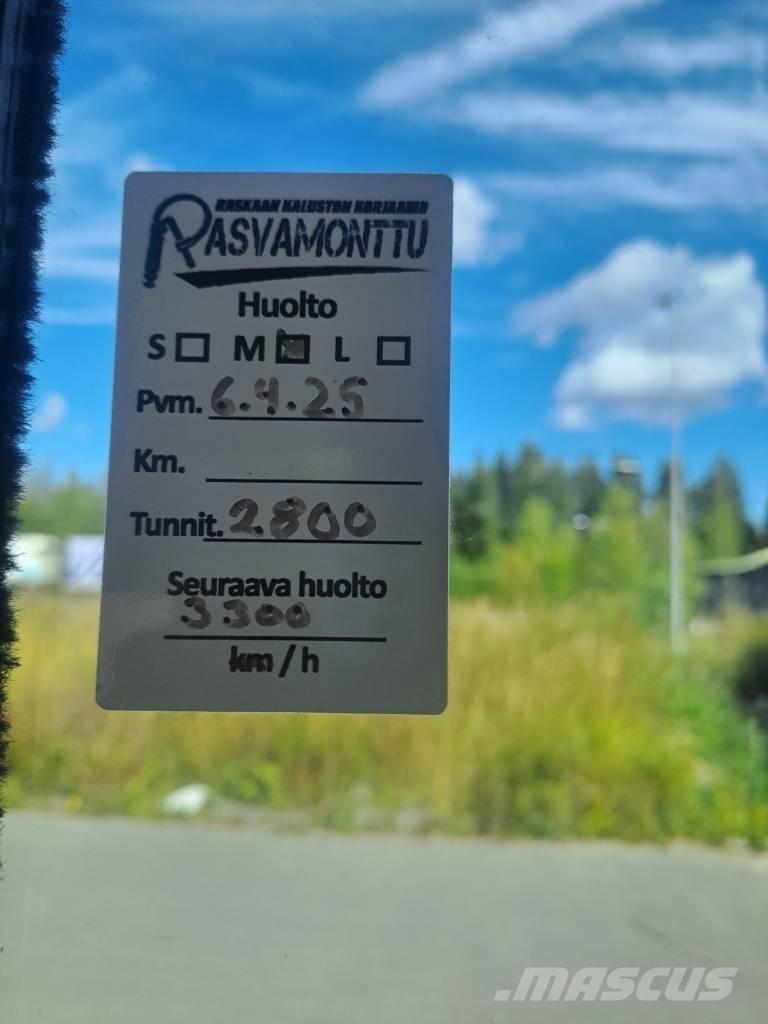 RASKAAN KALUSTON KORJAAMO
RASVAMONTTU
Huolto
S M L
Pvm. 6.4.25
Km.
Tunnit. 2800
Seuraava huolto
3300
km / h
.MASCUS